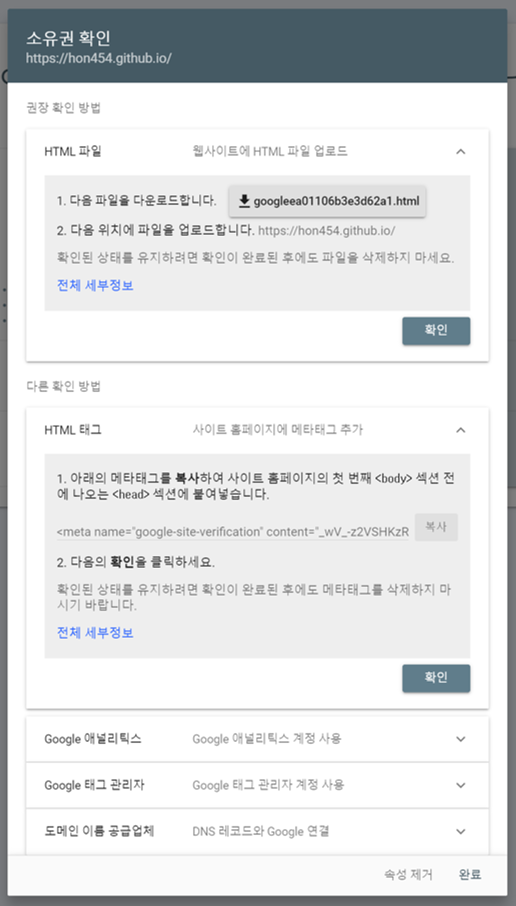 소유권 확인
https://hon454.github.io/
권장 확인 방법
HTML 파일 웹사이트에 HTML 파일 업로드
1. 다음 파일을 다운로드합니다. googleea01106b3e3d62a1.html
2. 다음 위치에 파일을 업로드합니다. https://hon454.github.io/
확인된 상태를 유지하려면 확인이 완료된 후에도 파일을 삭제하지 마세요.
전체 세부정보
확인
다른 확인 방법
HTML 태그 사이트 홈페이지에 메타태그 추가
1. 아래의 메타태그를 복사하여 사이트 홈페이지의 첫 번째 <body> 섹션 전
에 나오는 <head> 섹션에 붙여넣습니다.
<meta name="google-site-verification" content="_wV_-z2VSHKzR 복사
2. 다음의 확인을 클릭하세요.
확인된 상태를 유지하려면 확인이 완료된 후에도 메타태그를 삭제하지 마
시기 바랍니다.
전체 세부정보
확인
Google 애널리틱스 Google 애널리틱스 계정 사용
Google 태그 관리자 Google 태그 관리자 계정 사용
도메인 이름 공급업체 DNS 레코드와 Google 연결
속성 제거 완료